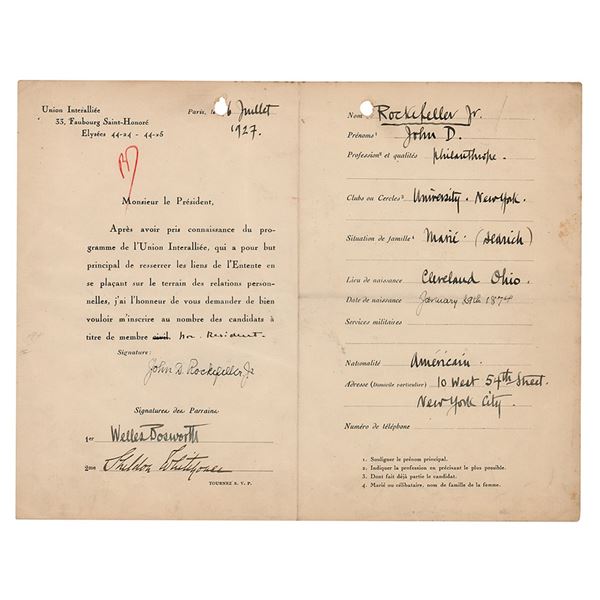 Union Interalliée
33, Faubourg Saint-Honoré
Elysées 44-24 - 44-25
Paris, le 6 Juillet
1927.
Monsieur le Président,
Après avoir pris connaissance du pro-
gramme de l'Union Interalliée, qui a pour but
principal de resserrer les liens de l'Entente en
se plaçant sur le terrain des relations person-
nelles, j'ai l'honneur de vous demander de bien
vouloir m'inscrire au nombre des candidats à
titre de membre civil. Non. Resident.
Signature:
John D. Rockefeller Jr
Signatures des Parrains
1er Welles Bosworth
2me Sheldon
TOURNEZ S. V. P.
Nom Rockefeller Jr.
Prénoms¹ John D.
Profession² et qualités Philanthrope.
Clubs ou Cercles³ University. New York.
Situation de famille⁴ Marié. (Aldrich)
Lieu de naissance Cleveland Ohio.
Date de naissance January 29th 1874
Services militaires
Nationalité Américain.
Adresse (Domicile particulier) 10 West 54th Street.
New York City.
Numéro de téléphone
1. Souligner le prénom principal.
2. Indiquer la profession en précisant le plus possible.
3. Dont fait déjà partie le candidat.
4. Marié ou célibataire, nom de famille de la femme.